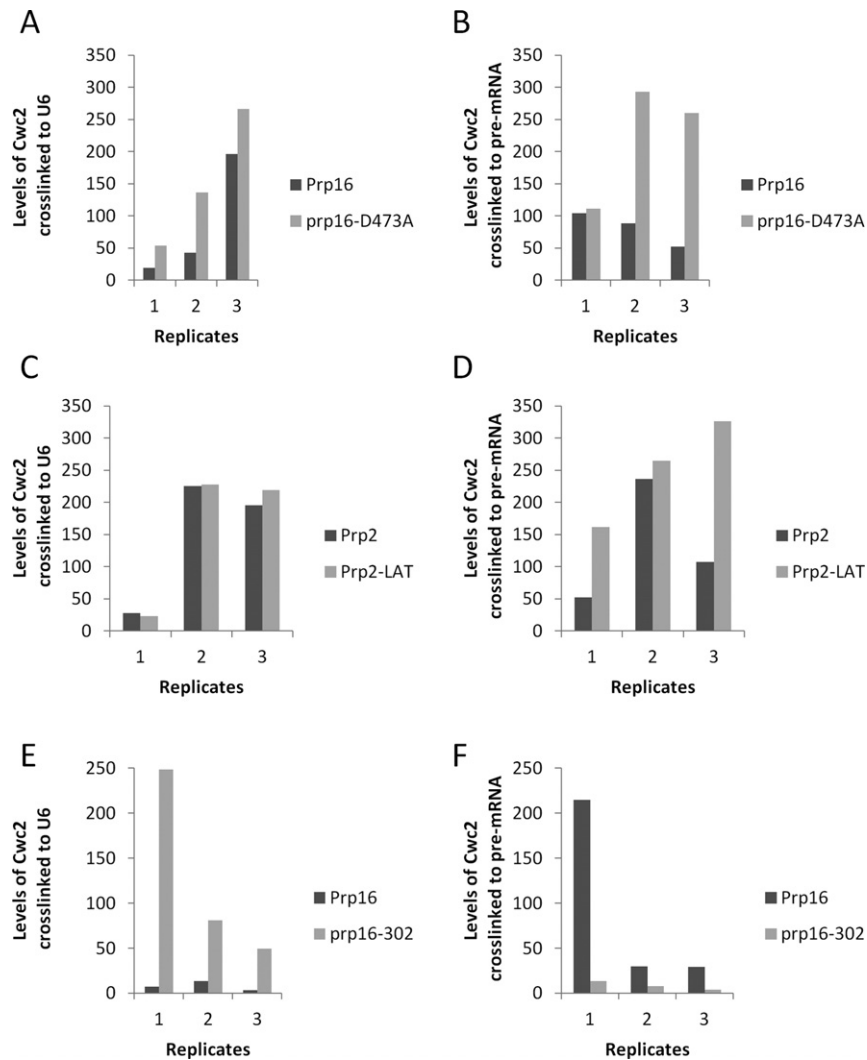 A
Levels of Cwc2
crosslinked to U6
350
300
250
200
150
100
50
0
1 2 3
Replicates
Prp16
prp16-D473A
B
Levels of Cwc2
crosslinked to pre-mRNA
350
300
250
200
150
100
50
0
1 2 3
Replicates
Prp16
prp16-D473A
C
Levels of Cwc2
crosslinked to U6
350
300
250
200
150
100
50
0
1 2 3
Replicates
Prp2
Prp2-LAT
D
Levels of Cwc2
crosslinked to pre-mRNA
350
300
250
200
150
100
50
0
1 2 3
Replicates
Prp2
Prp2-LAT
E
Levels of Cwc2
crosslinked to U6
250
200
150
100
50
0
1 2 3
Replicates
Prp16
prp16-302
F
Levels of Cwc2
crosslinked to pre-mRNA
250
200
150
100
50
0
1 2 3
Replicates
Prp16
prp16-302